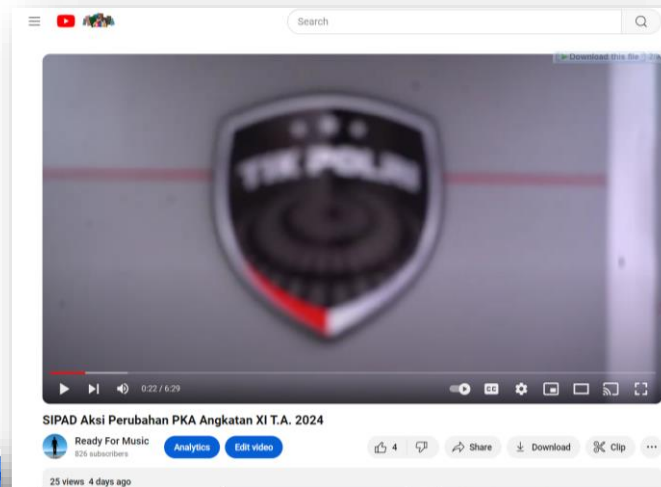 Search
Download this file
TIK POLRI
0:22 / 6:29
CC
SIPAD Aksi Perubahan PKA Angkatan XI T.A. 2024
Ready For Music
826 subscribers
Analytics
Edit video
4
Share
Download
Clip
25 views 4 days ago